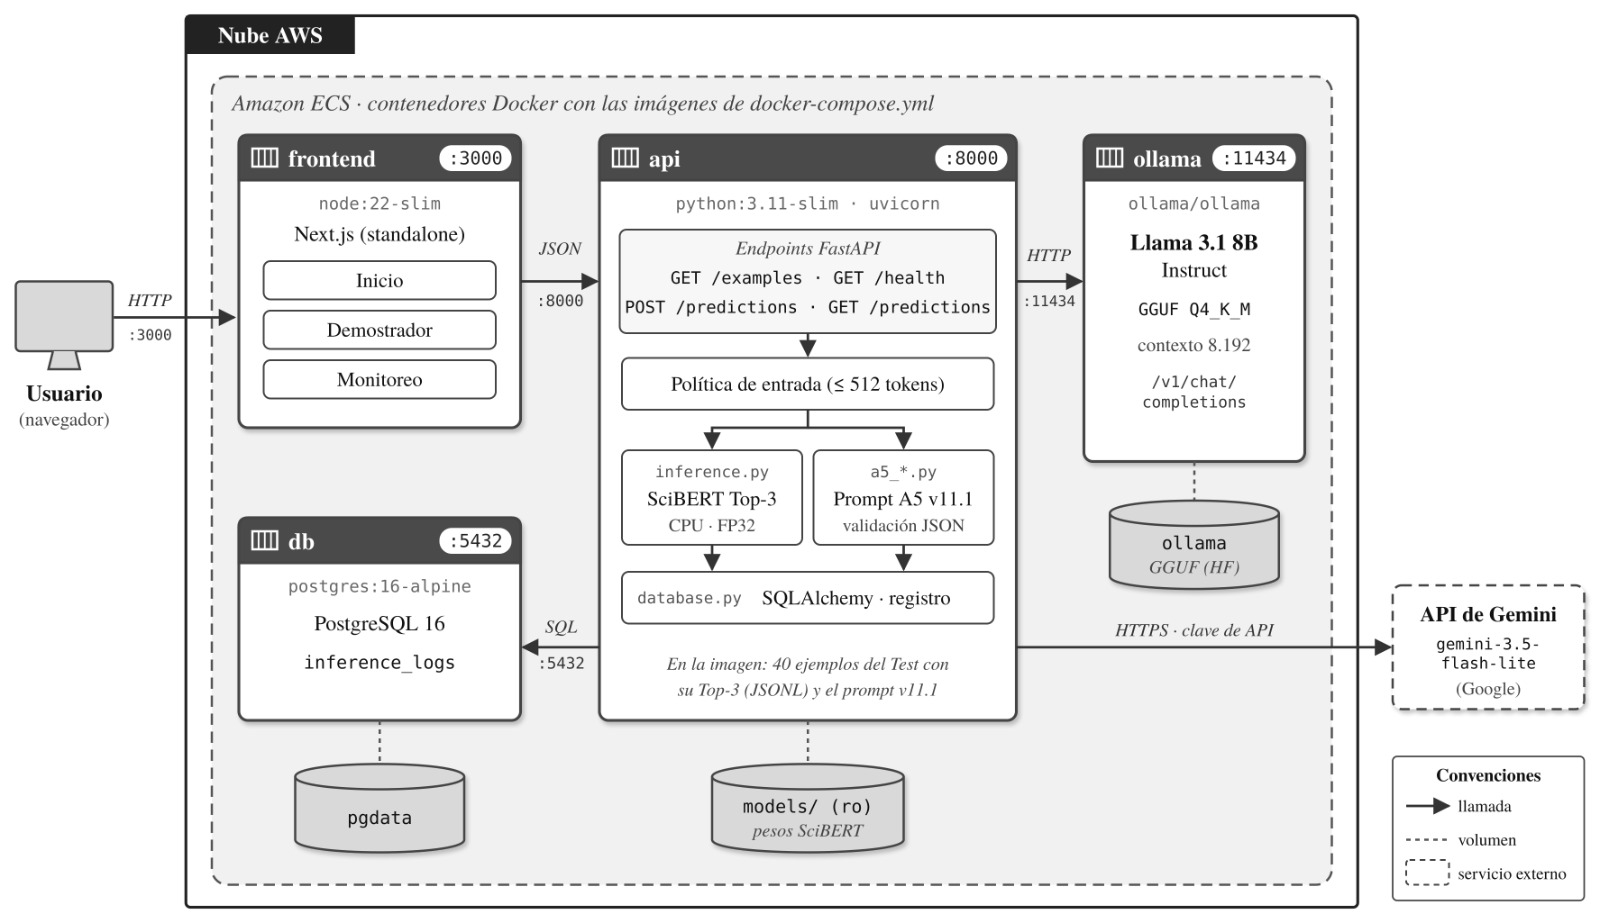 Nube AWS
Amazon ECS · contenedores Docker con las imágenes de docker-compose.yml
HTTP
:3000
Usuario
(navegador)
frontend
:3000
node:22-slim
Next.js (standalone)
Inicio
Demostrador
Monitoreo
JSON
:8000
api
:8000
python:3.11-slim · uvicorn
Endpoints FastAPI
GET /examples · GET /health
POST /predictions · GET /predictions
Política de entrada (≤ 512 tokens)
inference.py
SciBERT Top-3
CPU · FP32
a5_*.py
Prompt A5 v11.1
validación JSON
database.py SQLAlchemy · registro
En la imagen: 40 ejemplos del Test con
su Top-3 (JSONL) y el prompt v11.1
HTTP
:11434
ollama
:11434
ollama/ollama
Llama 3.1 8B
Instruct
GGUF Q4_K_M
contexto 8.192
/v1/chat/
completions
ollama
GGUF (HF)
db
:5432
postgres:16-alpine
PostgreSQL 16
inference_logs
SQL
:5432
pgdata
models/ (ro)
pesos SciBERT
HTTPS · clave de API
API de Gemini
gemini-3.5-
flash-lite
(Google)
Convenciones
llamada
volumen
servicio externo